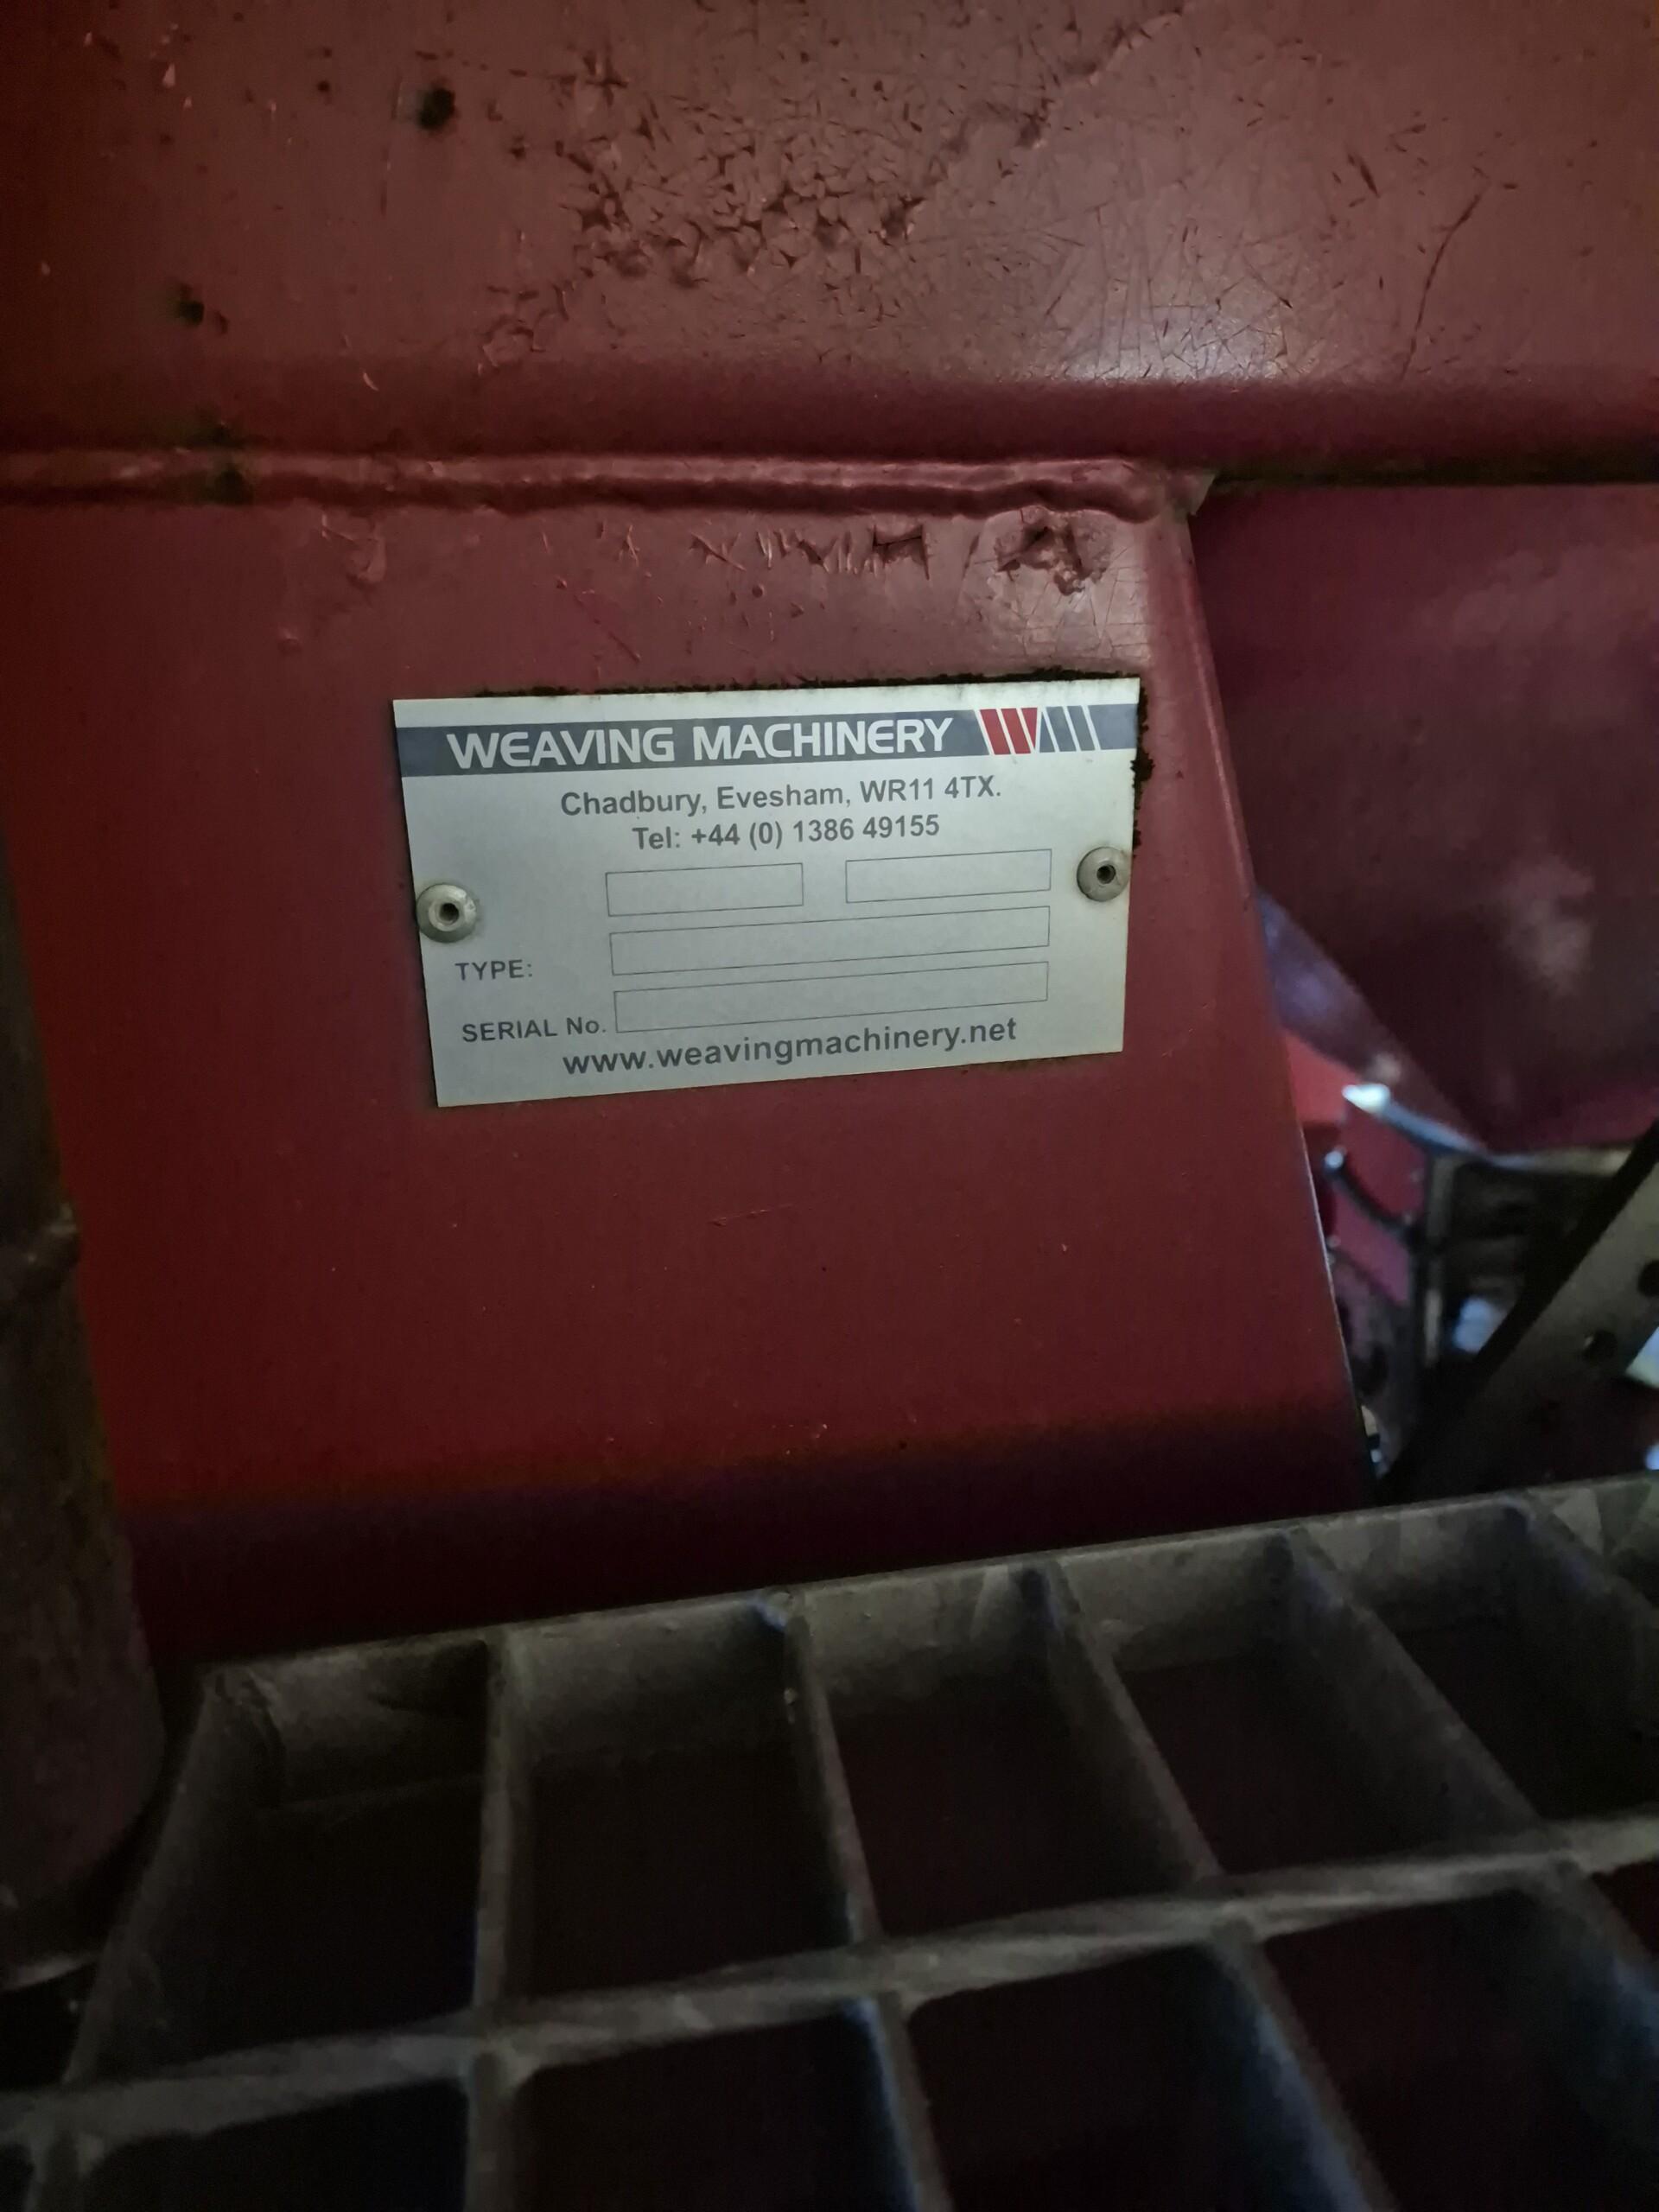 WEAVING MACHINERY
Chadbury, Evesham, WR11 4TX.
Tel: +44 (0) 1386 49155
TYPE:
SERIAL No.
www.weavingmachinery.net